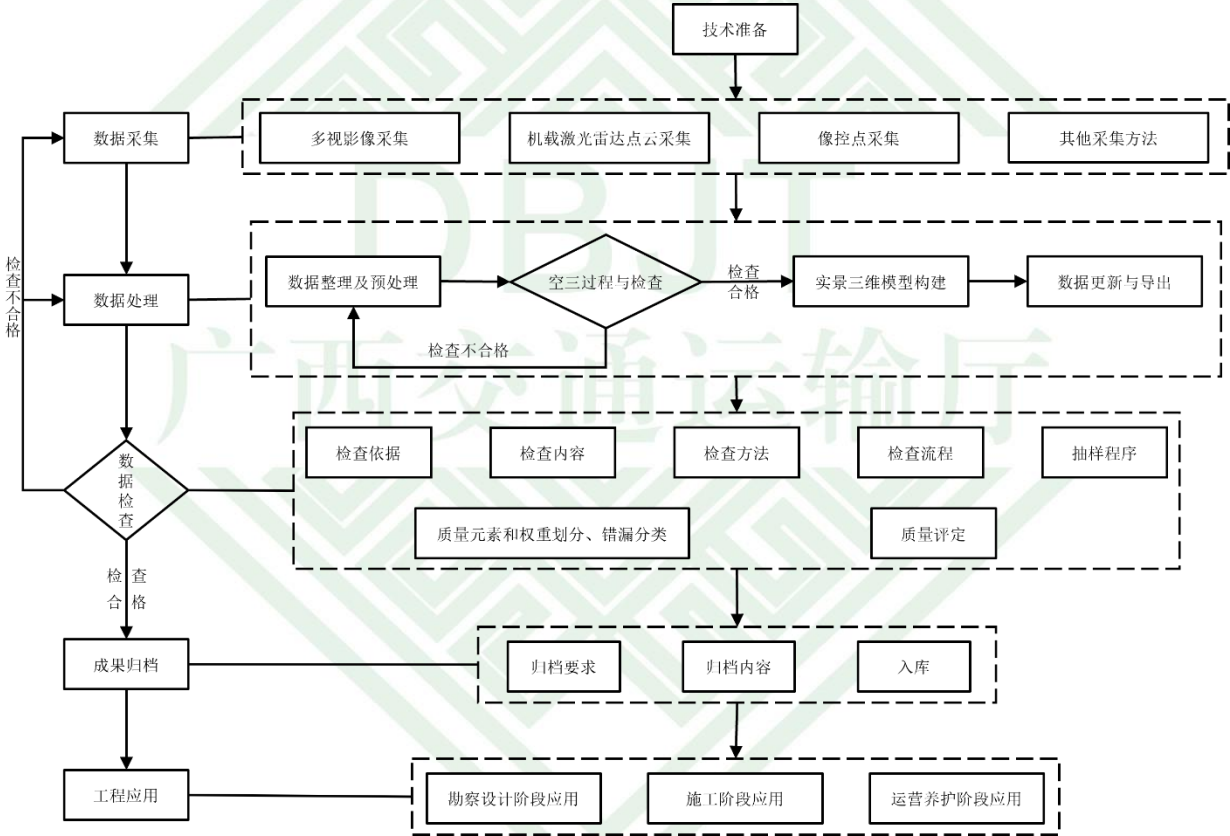 技术准备
数据采集
多视影像采集
机载激光雷达点云采集
像控点采集
其他采集方法
DBJT
检查不合格
数据处理
数据整理及预处理
空三过程与检查
检查
合格
实景三维模型构建
数据更新与导出
检查不合格
广西交通运输厅
数据检查
检查依据
检查内容
检查方法
检查流程
抽样程序
质量元素和权重划分、错漏分类
质量评定
检查
合格
成果归档
归档要求
归档内容
入库
工程应用
勘察设计阶段应用
施工阶段应用
运营养护阶段应用